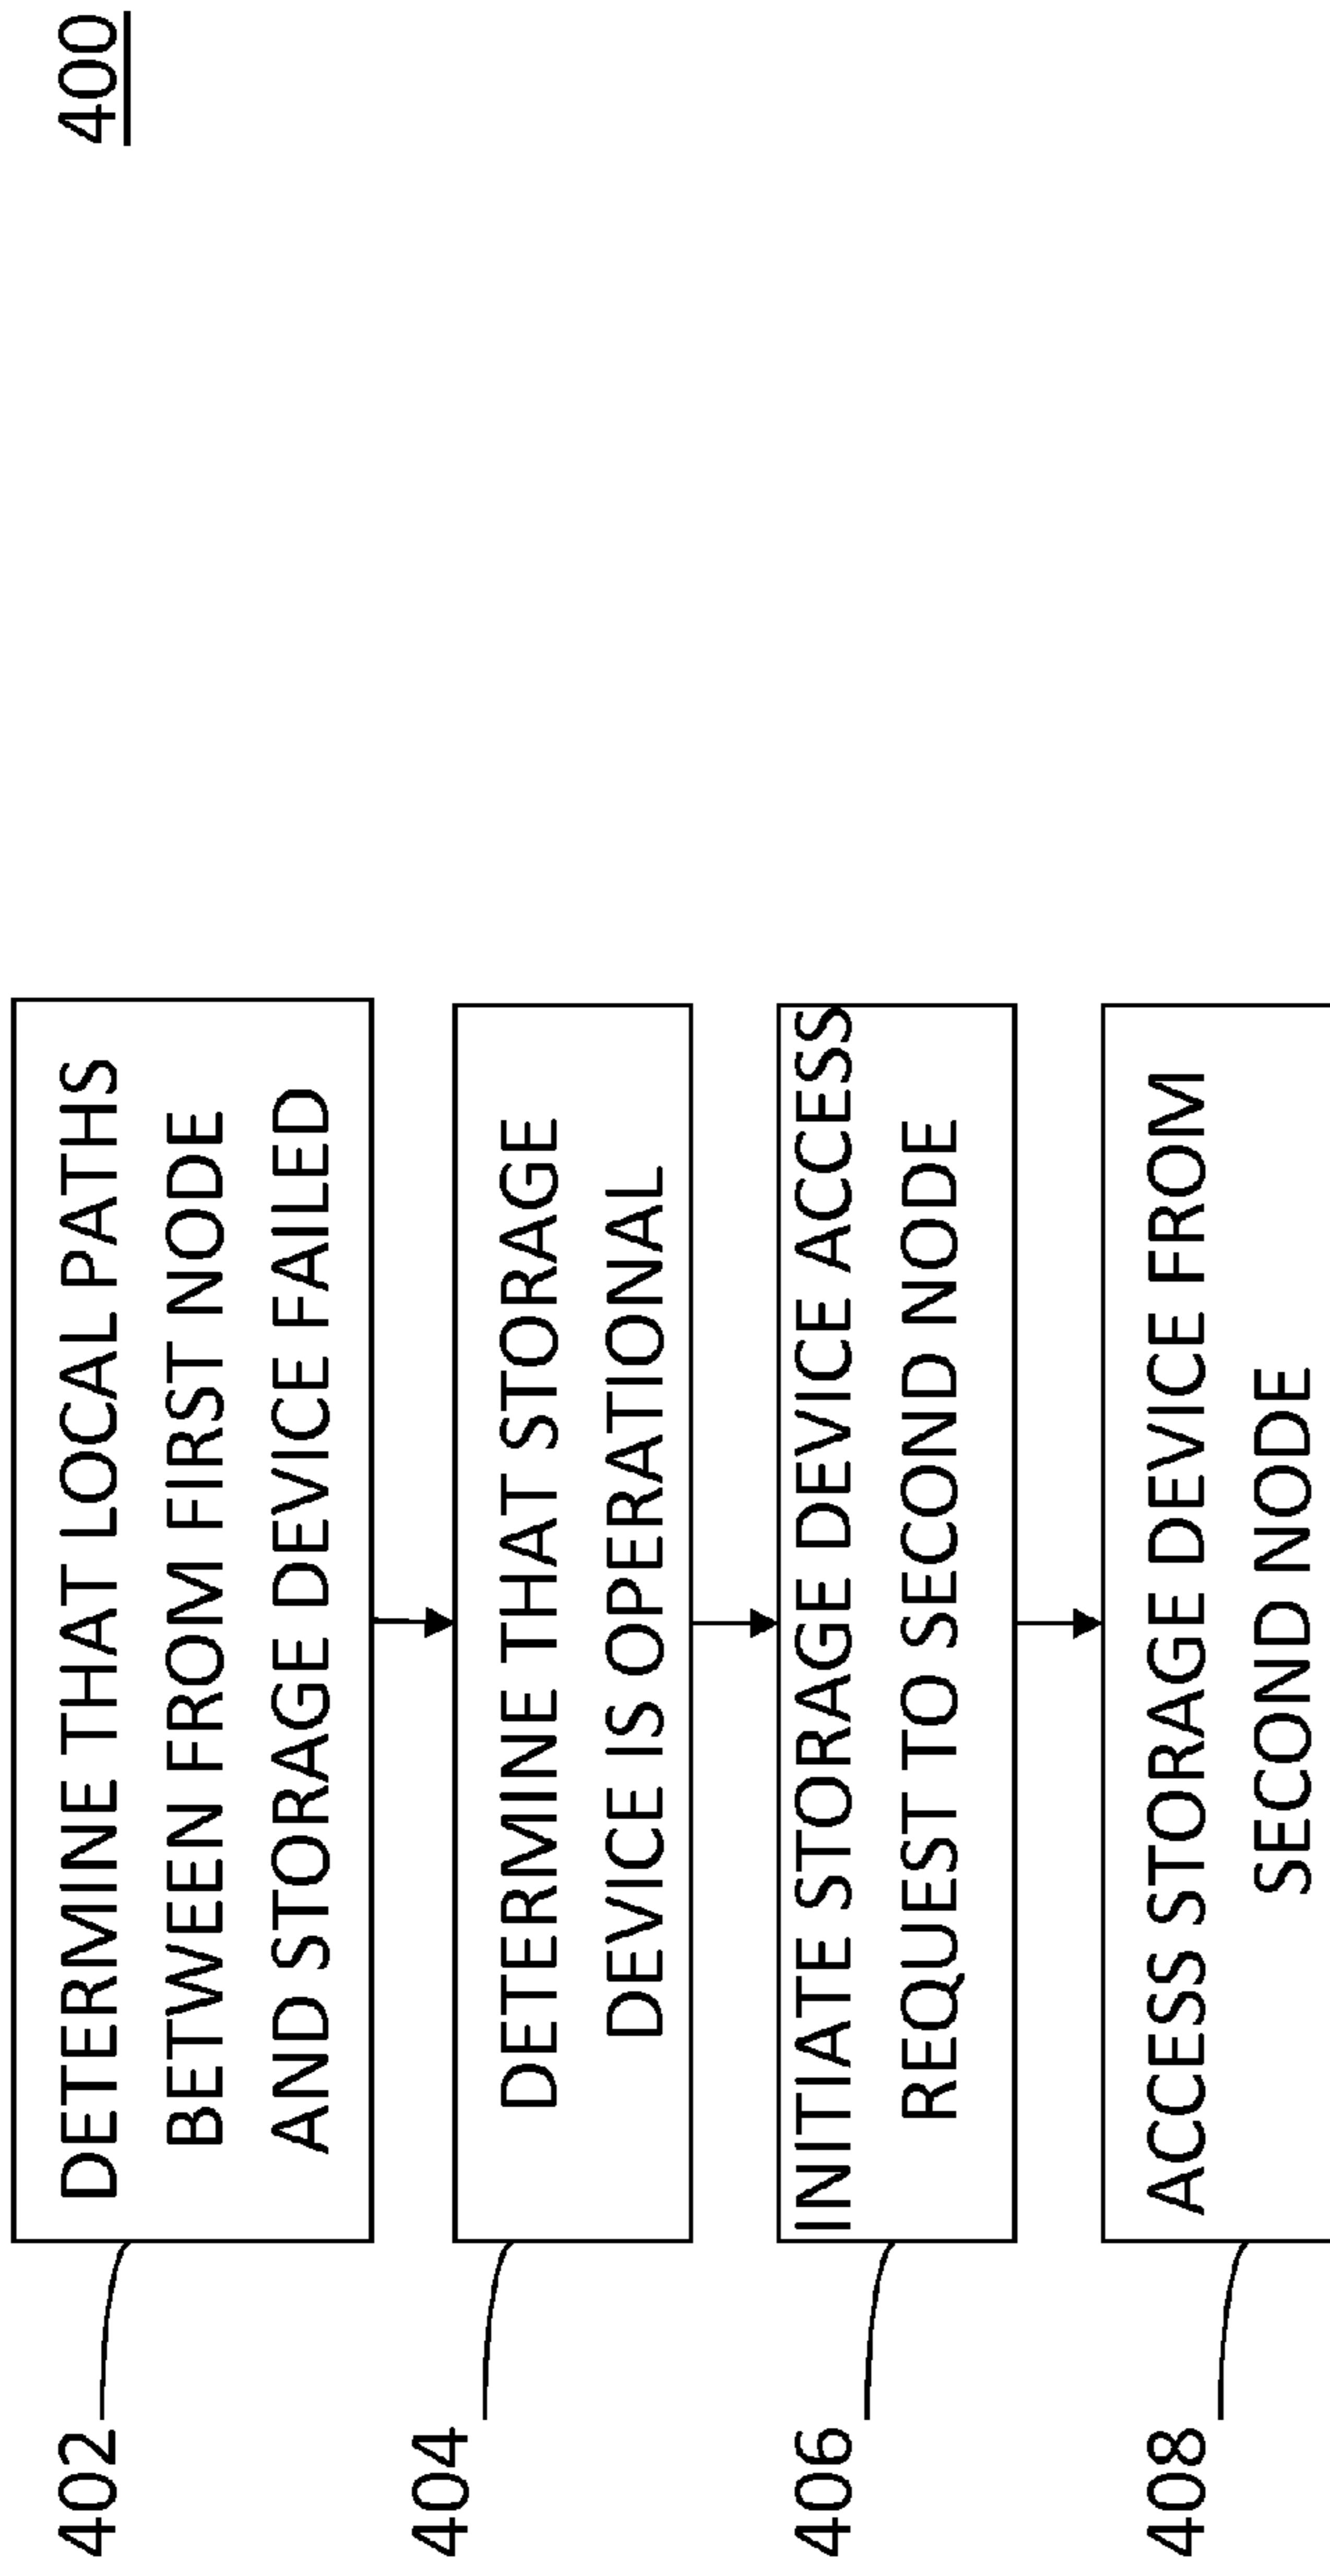 400
402
DETERMINE THAT LOCAL PATHS
BETWEEN FROM FIRST NODE
AND STORAGE DEVICE FAILED
404
DETERMINE THAT STORAGE
DEVICE IS OPERATIONAL
406
INITIATE STORAGE DEVICE ACCESS
REQUEST TO SECOND NODE
408
ACCESS STORAGE DEVICE FROM
SECOND NODE